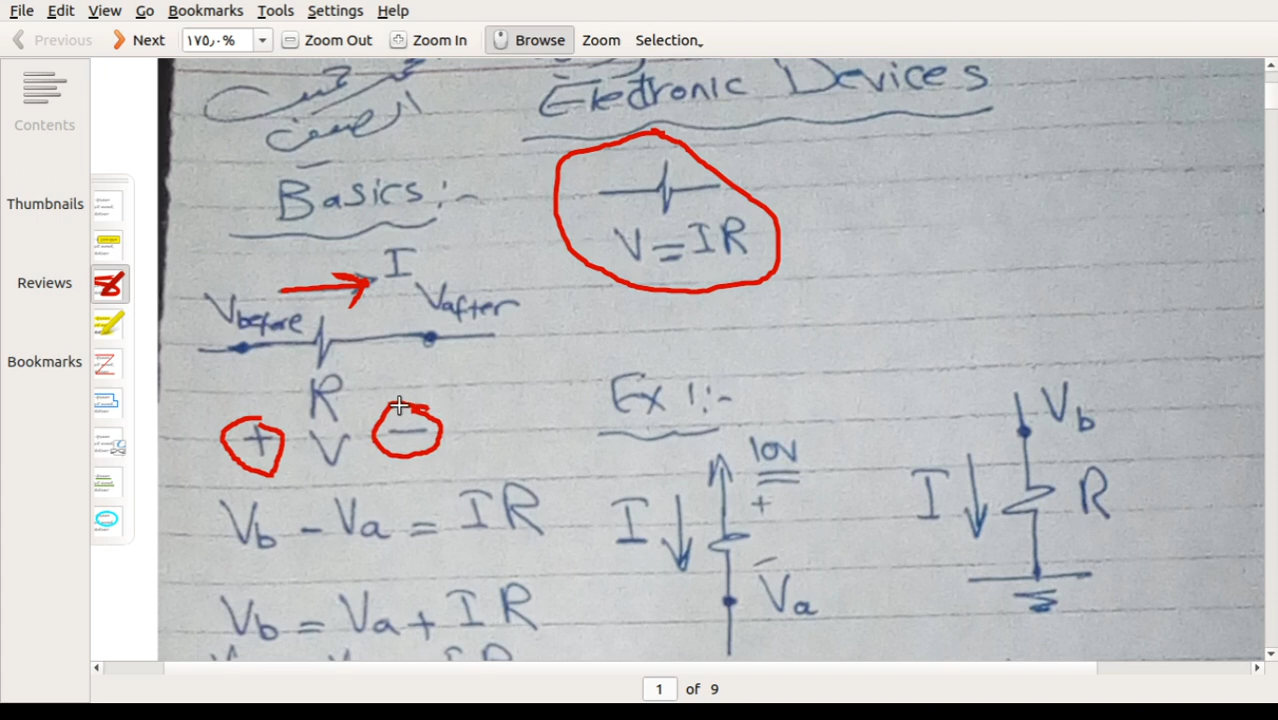 File Edit View Go Bookmarks Tools Settings Help
Previous Next ١٧٥٫٠% Zoom Out Zoom In Browse Zoom Selection
Contents
Thumbnails
Reviews
Bookmarks
Electronic Devices
Basics :-
V = IR
I
Vbefore Vafter
R
+ V -
Vb - Va = IR
Vb = Va + IR
Ex 1:-
10V
+
I
-
Va
Vb
I R
1 of 9